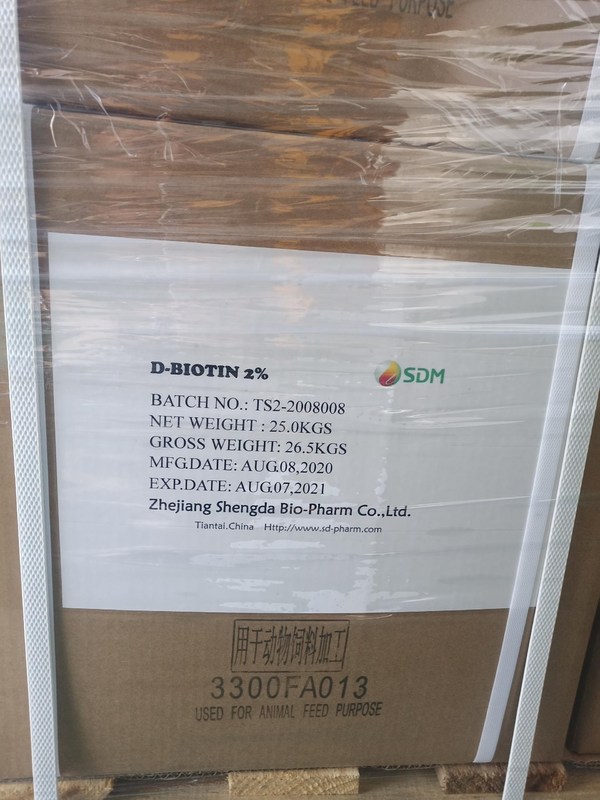 FEED PURPOSE
D-BIOTIN 2%
SDM
BATCH NO.: TS2-2008008
NET WEIGHT : 25.0KGS
GROSS WEIGHT: 26.5KGS
MFG.DATE: AUG.08,2020
EXP.DATE: AUG.07,2021
Zhejiang Shengda Bio-Pharm Co.,Ltd.
Tiantai.China Http://www.sd-pharm.com
用于动物饲料加工
3300FA013
USED FOR ANIMAL FEED PURPOSE